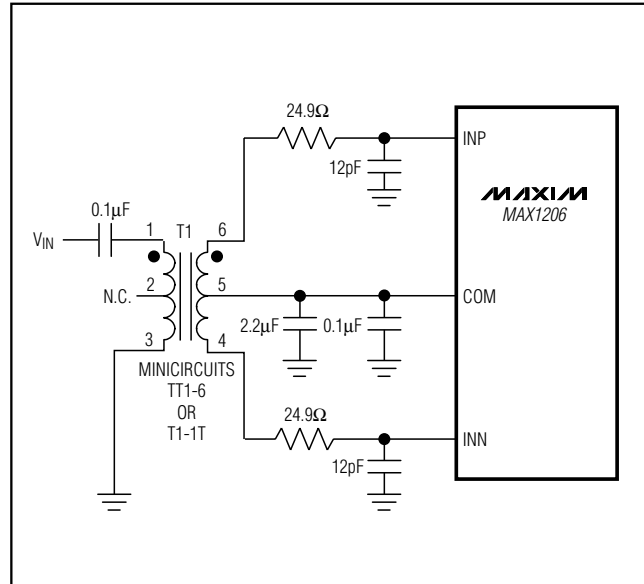 24.9Ω
12pF
INP
MAXIM
MAX1206
0.1μF
VIN
1
T1
6
N.C.
2
5
COM
2.2μF
0.1μF
3
4
MINICIRCUITS
TT1-6
OR
T1-1T
24.9Ω
12pF
INN